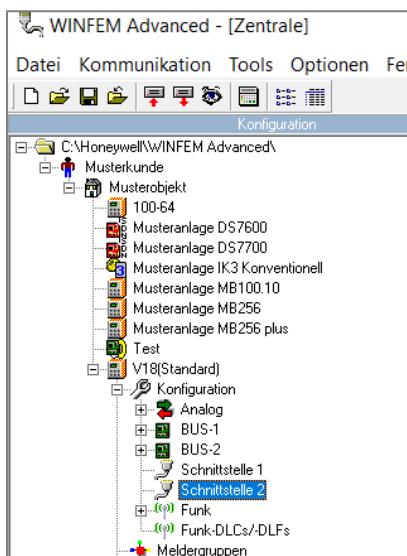 WINFEM Advanced - [Zentrale]
Datei Kommunikation Tools Optionen
Konfiguration
C:\Honeywell\WINFEM Advanced\
Musterkunde
Musterobjekt
100-64
Musteranlage DS7600
Musteranlage DS7700
Musteranlage IK3 Konventionell
Musteranlage MB100.10
Musteranlage MB256
Musteranlage MB256 plus
Test
V18(Standard)
Konfiguration
Analog
BUS-1
BUS-2
Schnittstelle 1
Schnittstelle 2
Funk
Funk-DLCs/-DLFs
Meldergruppen